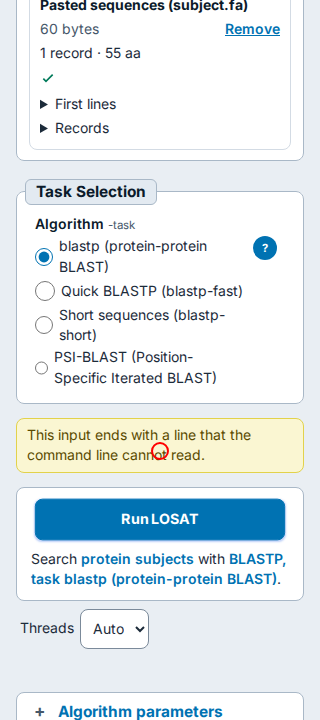 Pasted sequences (subject.fa)
60 bytes Remove
1 record · 55 aa
✓
▶ First lines
▶ Records
Task Selection
Algorithm -task
blastp (protein-protein
BLAST)
?
Quick BLASTP (blastp-fast)
Short sequences (blastp-
short)
PSI-BLAST (Position-
Specific Iterated BLAST)
This input ends with a line that the
command line cannot read.
Run LOSAT
Search protein subjects with BLASTP,
task blastp (protein-protein BLAST).
Threads Auto
+ Algorithm parameters